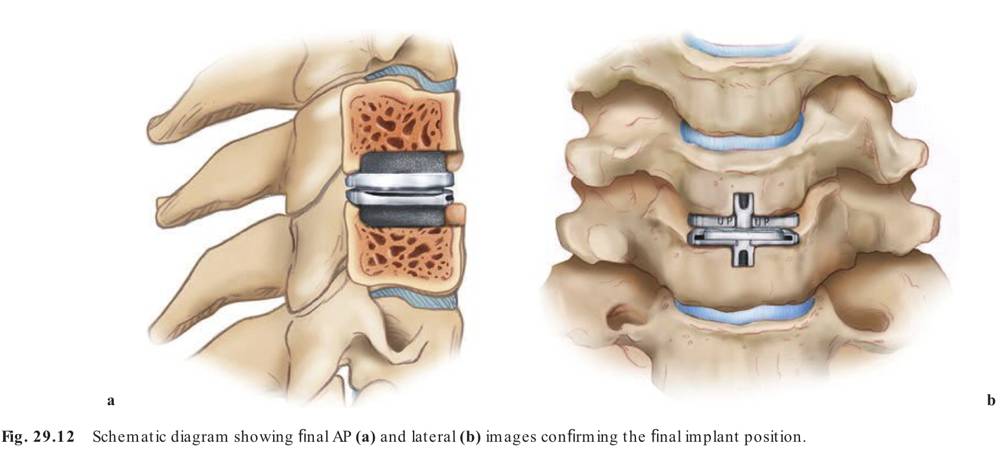 UP UP
a
b
Fig. 29.12 Schematic diagram showing final AP (a) and lateral (b) images confirming the final implant position.